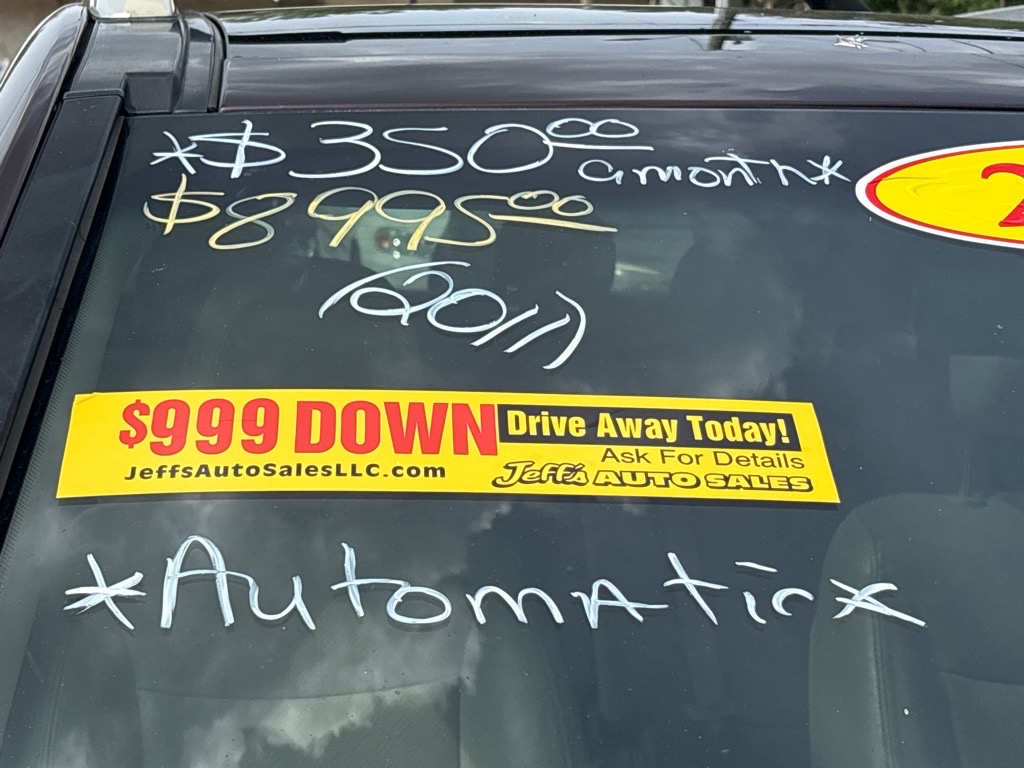 *$350.00 a month*
$8995.00
(2011)
$999 DOWN Drive Away Today!
Ask For Details
JeffsAutoSalesLLC.com Jeff's AUTO SALES
*Automatic*
2